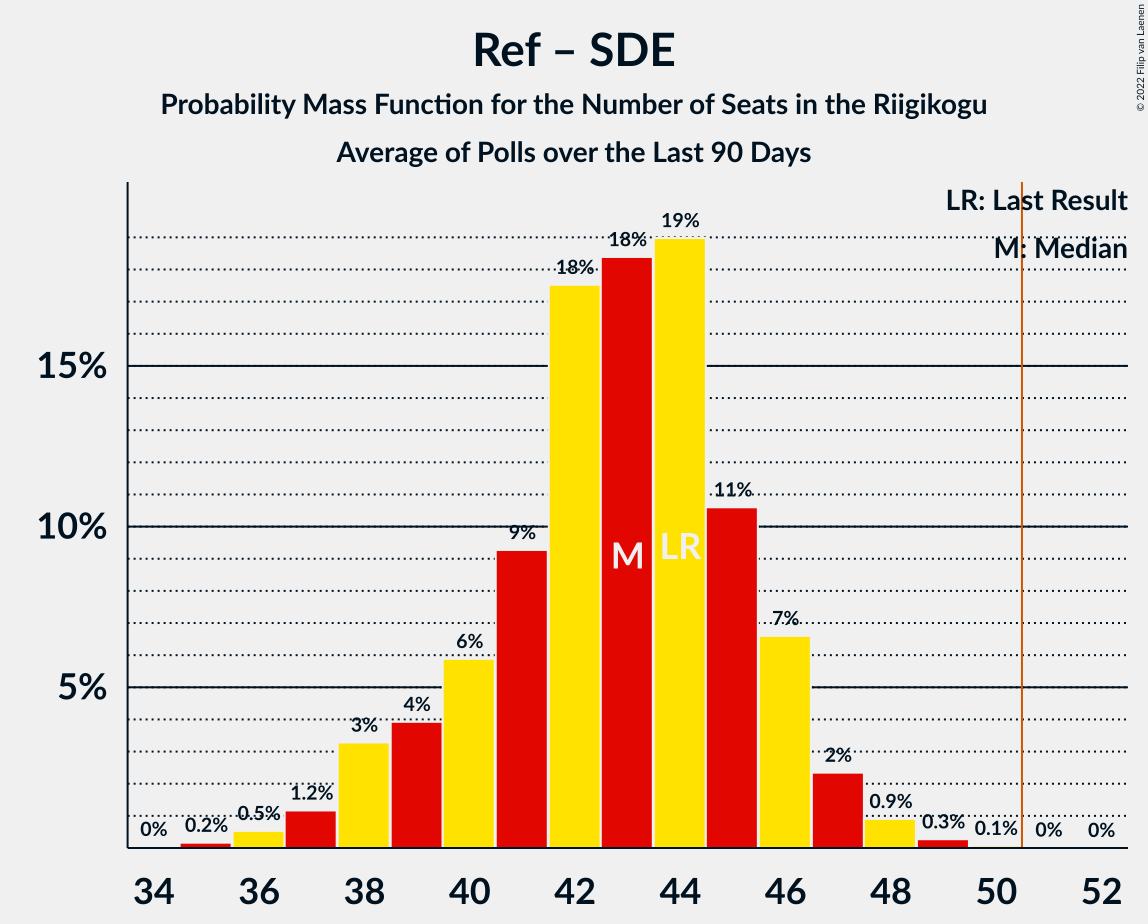 Ref – SDE
Probability Mass Function for the Number of Seats in the Riigikogu
Average of Polls over the Last 90 Days
© 2022 Filip van Laenen
LR: Last Result
M: Median
15%
10%
5%
0%
0.2%
0.5%
1.2%
3%
4%
6%
9%
18%
18%
19%
11%
7%
2%
0.9%
0.3%
0.1%
0%
0%
M
LR
34 36 38 40 42 44 46 48 50 52